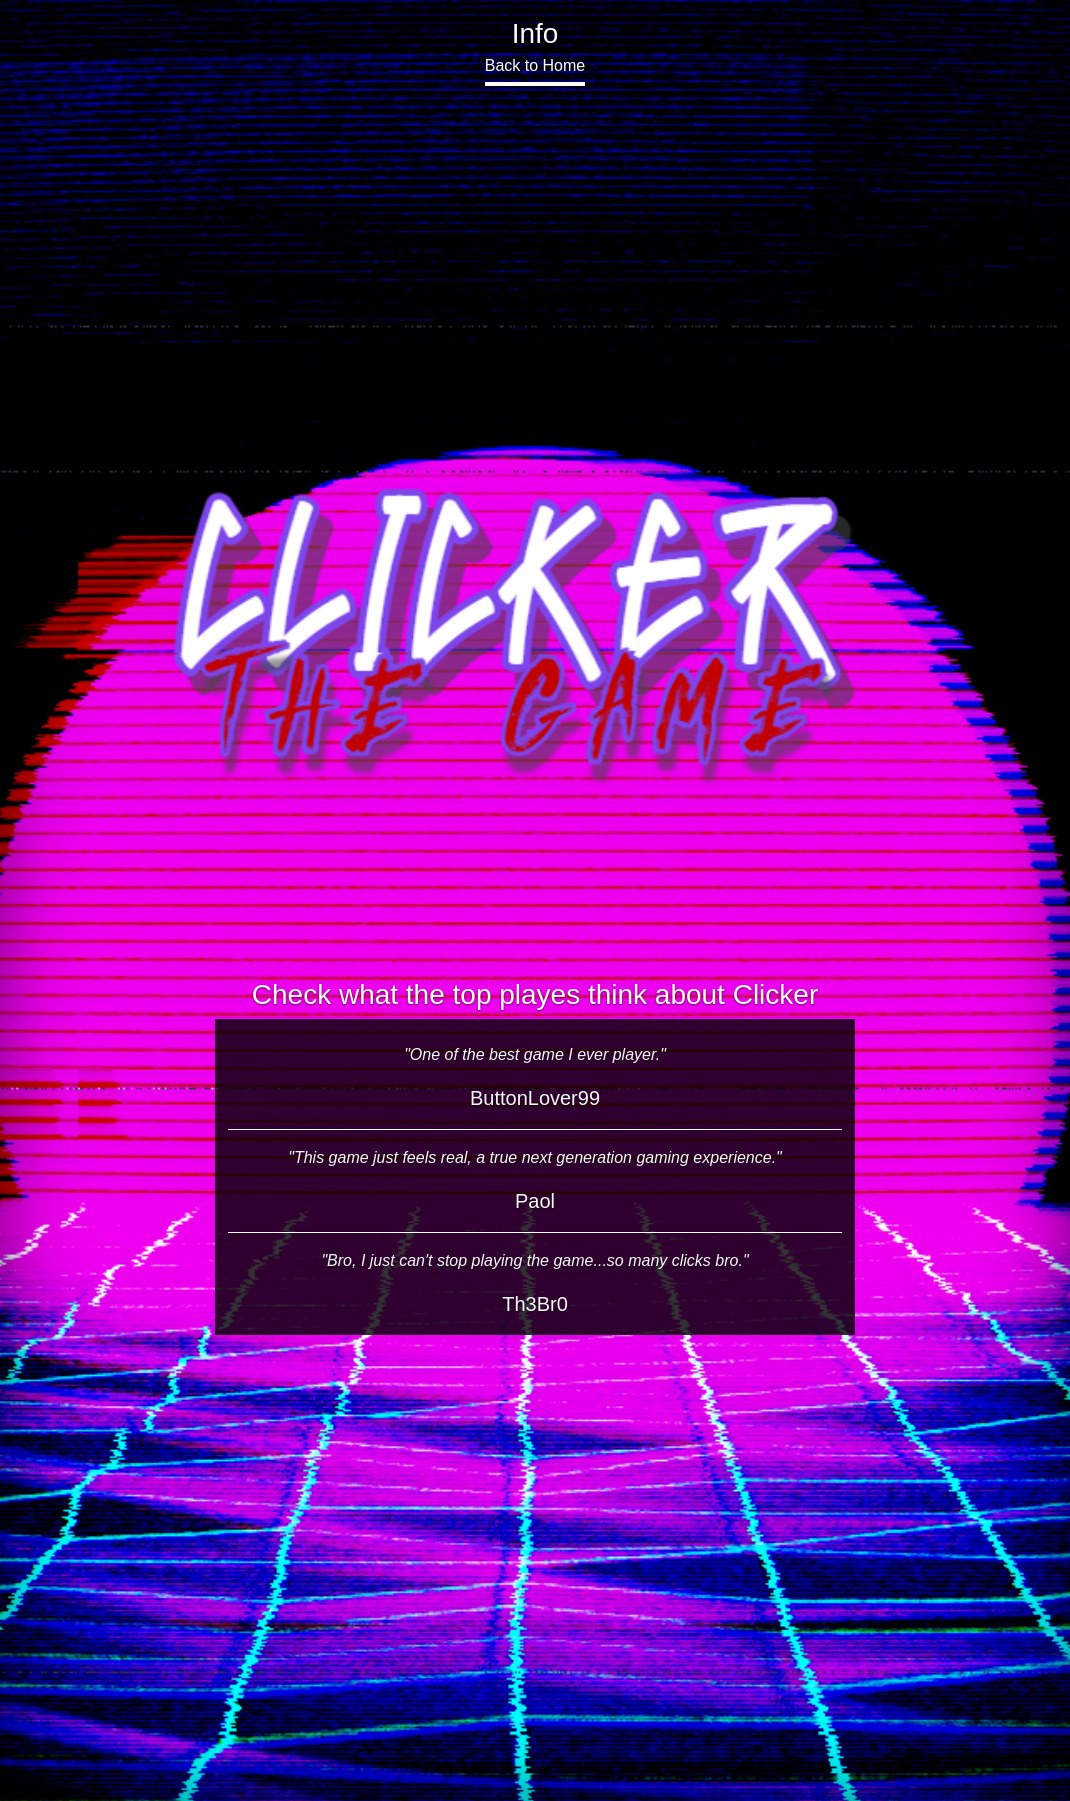 Info
Back to Home
CLICKER
THE GAME
Check what the top playes think about Clicker
"One of the best game I ever player."
ButtonLover99
"This game just feels real, a true next generation gaming experience."
Paol
"Bro, I just can't stop playing the game...so many clicks bro."
Th3Br0